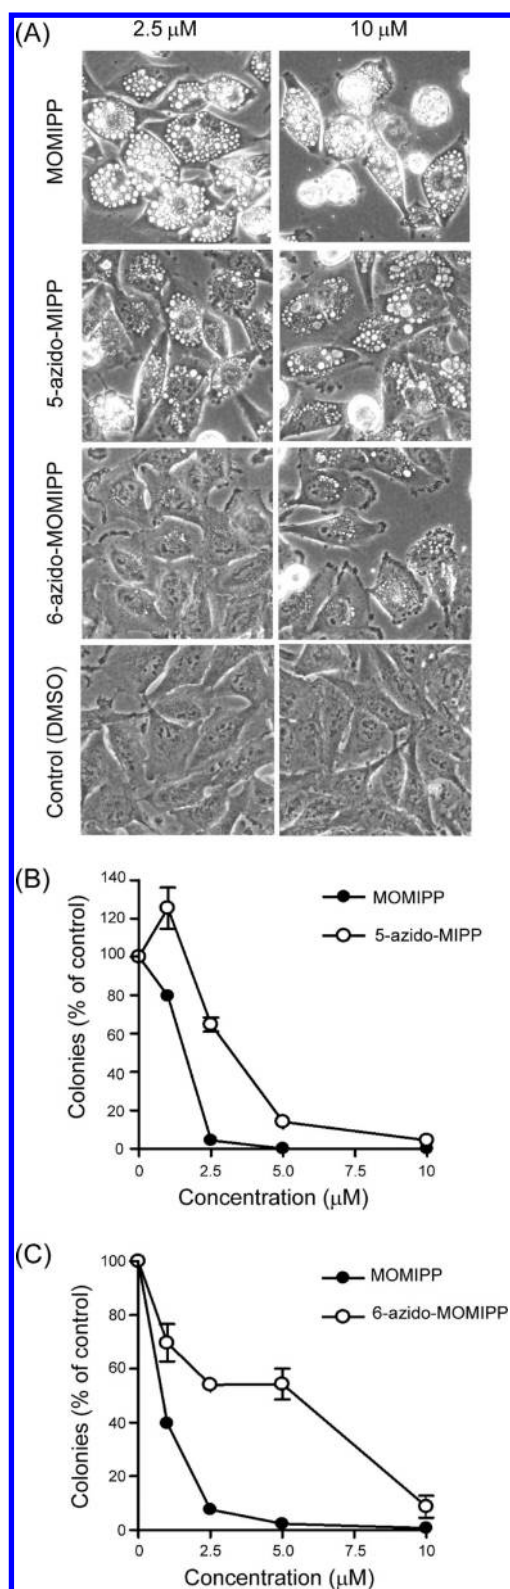 (A)
2.5 μM 10 μM
MOMIPP
5-azido-MIPP
6-azido-MOMIPP
Control (DMSO)
(B)
140
120
100
80
60
40
20
0
Colonies (% of control)
MOMIPP
5-azido-MIPP
0 2.5 5.0 7.5 10
Concentration (μM)
(C)
100
80
60
40
20
0
Colonies (% of control)
MOMIPP
6-azido-MOMIPP
0 2.5 5.0 7.5 10
Concentration (μM)